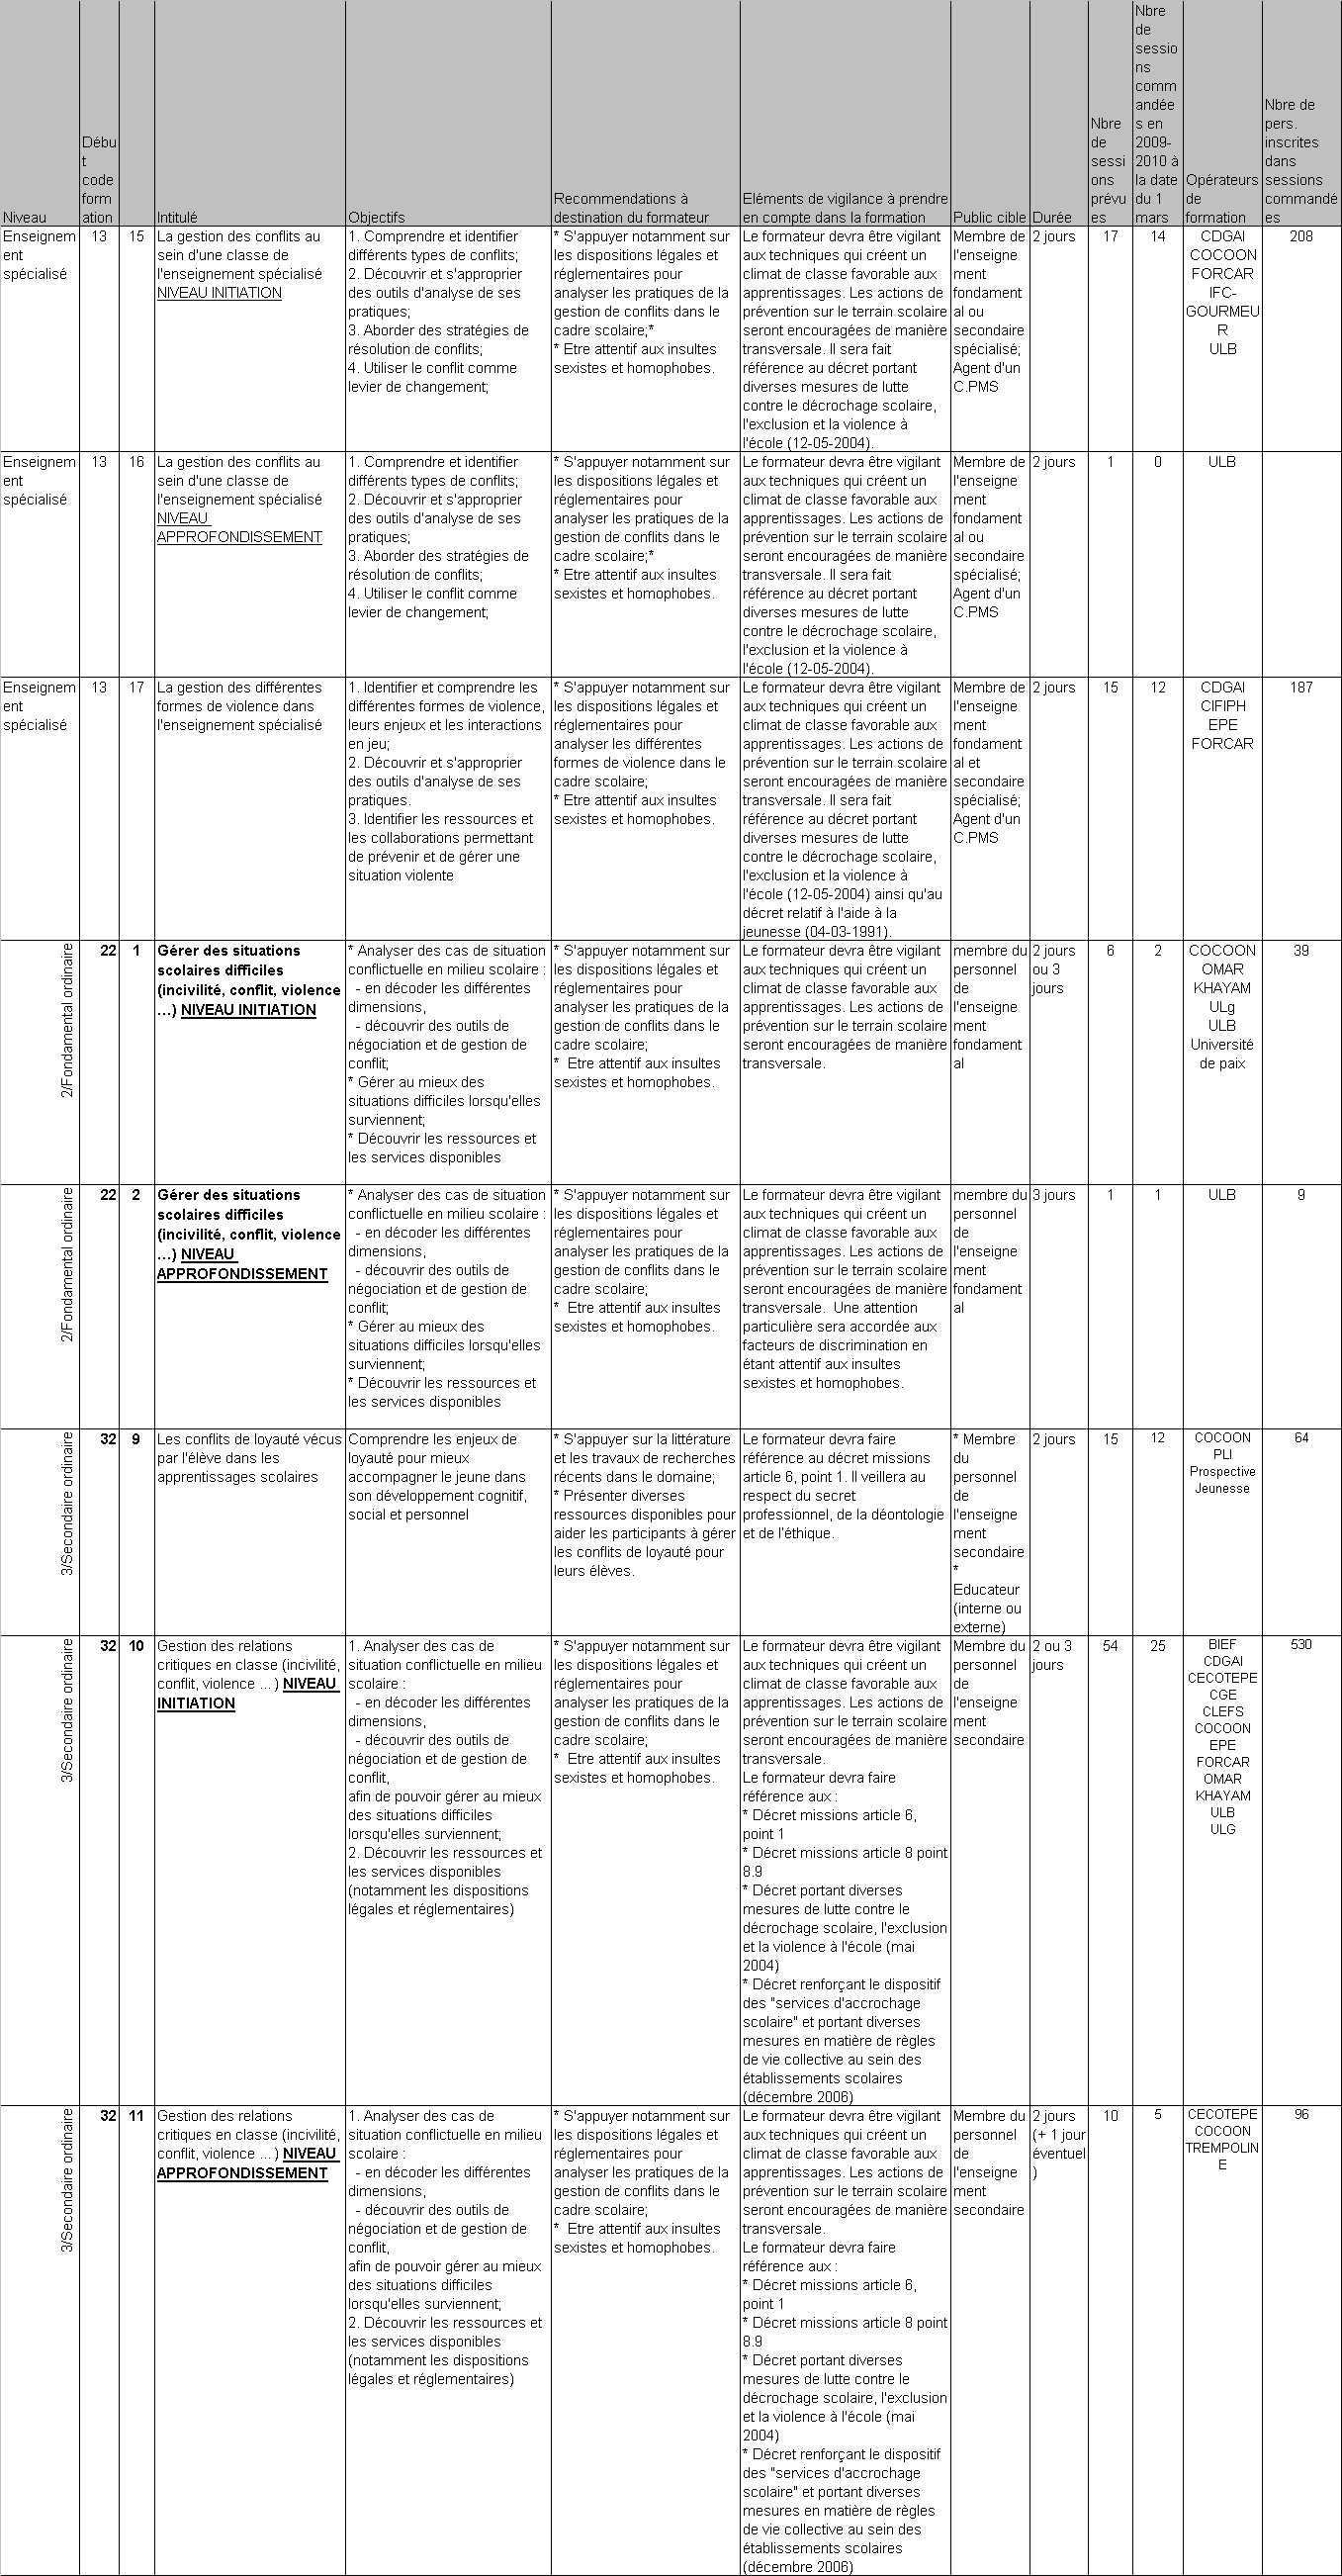 Niveau
Débu
t
code
form
ation
Intitulé
Objectifs
Recommendations à
destination du formateur
Eléments de vigilance à prendre
en compte dans la formation
Public cible
Durée
Nbre
de
sessi
ons
prévu
es
Nbre
de
sessio
ns
comm
andée
s en
2009-
2010 à
la date
du 1
mars
Opérateurs
de
formation
Nbre de
pers.
inscrites
dans
sessions
commandé
es
Enseignem
ent
spécialisé
13
15
La gestion des conflits au
sein d'une classe de
l'enseignement spécialisé
NIVEAU INITIATION
1. Comprendre et identifier
différents types de conflits;
2. Découvrir et s'approprier
des outils d'analyse de ses
pratiques;
3. Aborder des stratégies de
résolution de conflits;
4. Utiliser le conflit comme
levier de changement;
* S'appuyer notamment sur
les dispositions légales et
réglementaires pour
analyser les pratiques de la
gestion de conflits dans le
cadre scolaire;*
* Etre attentif aux insultes
sexistes et homophobes.
Le formateur devra être vigilant
aux techniques qui créent un
climat de classe favorable aux
apprentissages. Les actions de
prévention sur le terrain scolaire
seront encouragées de manière
transversale. Il sera fait
référence au décret portant
diverses mesures de lutte
contre le décrochage scolaire,
l'exclusion et la violence à
l'école (12-05-2004).
Membre de
l'enseigne
ment
fondament
al ou
secondaire
spécialisé;
Agent d'un
C.PMS
2 jours
17
14
CDGAI
COCOON
FORCAR
IFC-
GOURMEU
R
ULB
208
Enseignem
ent
spécialisé
13
16
La gestion des conflits au
sein d'une classe de
l'enseignement spécialisé
NIVEAU
APPROFONDISSEMENT
1. Comprendre et identifier
différents types de conflits;
2. Découvrir et s'approprier
des outils d'analyse de ses
pratiques;
3. Aborder des stratégies de
résolution de conflits;
4. Utiliser le conflit comme
levier de changement;
* S'appuyer notamment sur
les dispositions légales et
réglementaires pour
analyser les pratiques de la
gestion de conflits dans le
cadre scolaire;*
* Etre attentif aux insultes
sexistes et homophobes.
Le formateur devra être vigilant
aux techniques qui créent un
climat de classe favorable aux
apprentissages. Les actions de
prévention sur le terrain scolaire
seront encouragées de manière
transversale. Il sera fait
référence au décret portant
diverses mesures de lutte
contre le décrochage scolaire,
l'exclusion et la violence à
l'école (12-05-2004).
Membre de
l'enseigne
ment
fondament
al ou
secondaire
spécialisé;
Agent d'un
C.PMS
2 jours
1
0
ULB
Enseignem
ent
spécialisé
13
17
La gestion des différentes
formes de violence dans
l'enseignement spécialisé
1. Identifier et comprendre les
différentes formes de violence,
leurs enjeux et les interactions
en jeu;
2. Découvrir et s'approprier
des outils d'analyse de ses
pratiques.
3. Identifier les ressources et
les collaborations permettant
de prévenir et de gérer une
situation violente
* S'appuyer notamment sur
les dispositions légales et
réglementaires pour
analyser les différentes
formes de violence dans le
cadre scolaire;
* Etre attentif aux insultes
sexistes et homophobes.
Le formateur devra être vigilant
aux techniques qui créent un
climat de classe favorable aux
apprentissages. Les actions de
prévention sur le terrain scolaire
seront encouragées de manière
transversale. Il sera fait
référence au décret portant
diverses mesures de lutte
contre le décrochage scolaire,
l'exclusion et la violence à
l'école (12-05-2004) ainsi qu'au
décret relatif à l'aide à la
jeunesse (04-03-1991).
Membre de
l'enseigne
ment
fondament
al et
secondaire
spécialisé;
Agent d'un
C.PMS
2 jours
15
12
CDGAI
CIFIPH
EPE
FORCAR
187
2/Fondamental ordinaire
22
1
Gérer des situations
scolaires difficiles
(incivilité, conflit, violence
…) NIVEAU INITIATION
* Analyser des cas de situation
conflictuelle en milieu scolaire :
- en décoder les différentes
dimensions,
- découvrir des outils de
négociation et de gestion de
conflit;
* Gérer au mieux des
situations difficiles lorsqu'elles
surviennent;
* Découvrir les ressources et
les services disponibles
* S'appuyer notamment sur
les dispositions légales et
réglementaires pour
analyser les pratiques de la
gestion de conflits dans le
cadre scolaire;
* Etre attentif aux insultes
sexistes et homophobes.
Le formateur devra être vigilant
aux techniques qui créent un
climat de classe favorable aux
apprentissages. Les actions de
prévention sur le terrain scolaire
seront encouragées de manière
transversale.
membre du
personnel
de
l'enseigne
ment
fondament
al
2 jours
ou 3
jours
6
2
COCOON
OMAR
KHAYAM
ULg
ULB
Université
de paix
39
2/Fondamental ordinaire
22
2
Gérer des situations
scolaires difficiles
(incivilité, conflit, violence
…) NIVEAU
APPROFONDISSEMENT
* Analyser des cas de situation
conflictuelle en milieu scolaire :
- en décoder les différentes
dimensions,
- découvrir des outils de
négociation et de gestion de
conflit;
* Gérer au mieux des
situations difficiles lorsqu'elles
surviennent;
* Découvrir les ressources et
les services disponibles
* S'appuyer notamment sur
les dispositions légales et
réglementaires pour
analyser les pratiques de la
gestion de conflits dans le
cadre scolaire;
* Etre attentif aux insultes
sexistes et homophobes.
Le formateur devra être vigilant
aux techniques qui créent un
climat de classe favorable aux
apprentissages. Les actions de
prévention sur le terrain scolaire
seront encouragées de manière
transversale. Une attention
particulière sera accordée aux
facteurs de discrimination en
étant attentif aux insultes
sexistes et homophobes.
membre du
personnel
de
l'enseigne
ment
fondament
al
3 jours
1
1
ULB
9
3/Secondaire ordinaire
32
9
Les conflits de loyauté vécus
par l'élève dans les
apprentissages scolaires
Comprendre les enjeux de
loyauté pour mieux
accompagner le jeune dans
son développement cognitif,
social et personnel
* S'appuyer sur la littérature
et les travaux de recherches
récents dans le domaine;
* Présenter diverses
ressources disponibles pour
aider les participants à gérer
les conflits de loyauté pour
leurs élèves.
Le formateur devra faire
référence au décret missions
article 6, point 1. Il veillera au
respect du secret
professionnel, de la déontologie
et de l'éthique.
* Membre
du
personnel
de
l'enseigne
ment
secondaire
*
Educateur
(interne ou
externe)
2 jours
15
12
COCOON
PLI
Prospective
Jeunesse
64
3/Secondaire ordinaire
32
10
Gestion des relations
critiques en classe (incivilité,
conflit, violence ... ) NIVEAU
INITIATION
1. Analyser des cas de
situation conflictuelle en milieu
scolaire :
- en décoder les différentes
dimensions,
- découvrir des outils de
négociation et de gestion de
conflit,
afin de pouvoir gérer au mieux
des situations difficiles
lorsqu'elles surviennent;
2. Découvrir les ressources et
les services disponibles
(notamment les dispositions
légales et réglementaires)
* S'appuyer notamment sur
les dispositions légales et
réglementaires pour
analyser les pratiques de la
gestion de conflits dans le
cadre scolaire;
* Etre attentif aux insultes
sexistes et homophobes.
Le formateur devra être vigilant
aux techniques qui créent un
climat de classe favorable aux
apprentissages. Les actions de
prévention sur le terrain scolaire
seront encouragées de manière
transversale.
Le formateur devra faire
référence aux :
* Décret missions article 6,
point 1
* Décret missions article 8 point
8.9
* Décret portant diverses
mesures de lutte contre le
décrochage scolaire, l'exclusion
et la violence à l'école (mai
2004)
* Décret renforçant le dispositif
des "services d'accrochage
scolaire" et portant diverses
mesures en matière de règles
de vie collective au sein des
établissements scolaires
(décembre 2006)
Membre du
personnel
de
l'enseigne
ment
secondaire
2 ou 3
jours
54
25
BIEF
CDGAI
CECOTEPE
CGE
CLEFS
COCOON
EPE
FORCAR
OMAR
KHAYAM
ULB
ULG
530
3/Secondaire ordinaire
32
11
Gestion des relations
critiques en classe (incivilité,
conflit, violence ... ) NIVEAU
APPROFONDISSEMENT
1. Analyser des cas de
situation conflictuelle en milieu
scolaire :
- en décoder les différentes
dimensions,
- découvrir des outils de
négociation et de gestion de
conflit,
afin de pouvoir gérer au mieux
des situations difficiles
lorsqu'elles surviennent;
2. Découvrir les ressources et
les services disponibles
(notamment les dispositions
légales et réglementaires)
* S'appuyer notamment sur
les dispositions légales et
réglementaires pour
analyser les pratiques de la
gestion de conflits dans le
cadre scolaire;
* Etre attentif aux insultes
sexistes et homophobes.
Le formateur devra être vigilant
aux techniques qui créent un
climat de classe favorable aux
apprentissages. Les actions de
prévention sur le terrain scolaire
seront encouragées de manière
transversale.
Le formateur devra faire
référence aux :
* Décret missions article 6,
point 1
* Décret missions article 8 point
8.9
* Décret portant diverses
mesures de lutte contre le
décrochage scolaire, l'exclusion
et la violence à l'école (mai
2004)
* Décret renforçant le dispositif
des "services d'accrochage
scolaire" et portant diverses
mesures en matière de règles
de vie collective au sein des
établissements scolaires
(décembre 2006)
Membre du
personnel
de
l'enseigne
ment
secondaire
2 jours
(+ 1 jour
éventuel
)
10
5
CECOTEPE
COCOON
TREMPOLIN
E
96